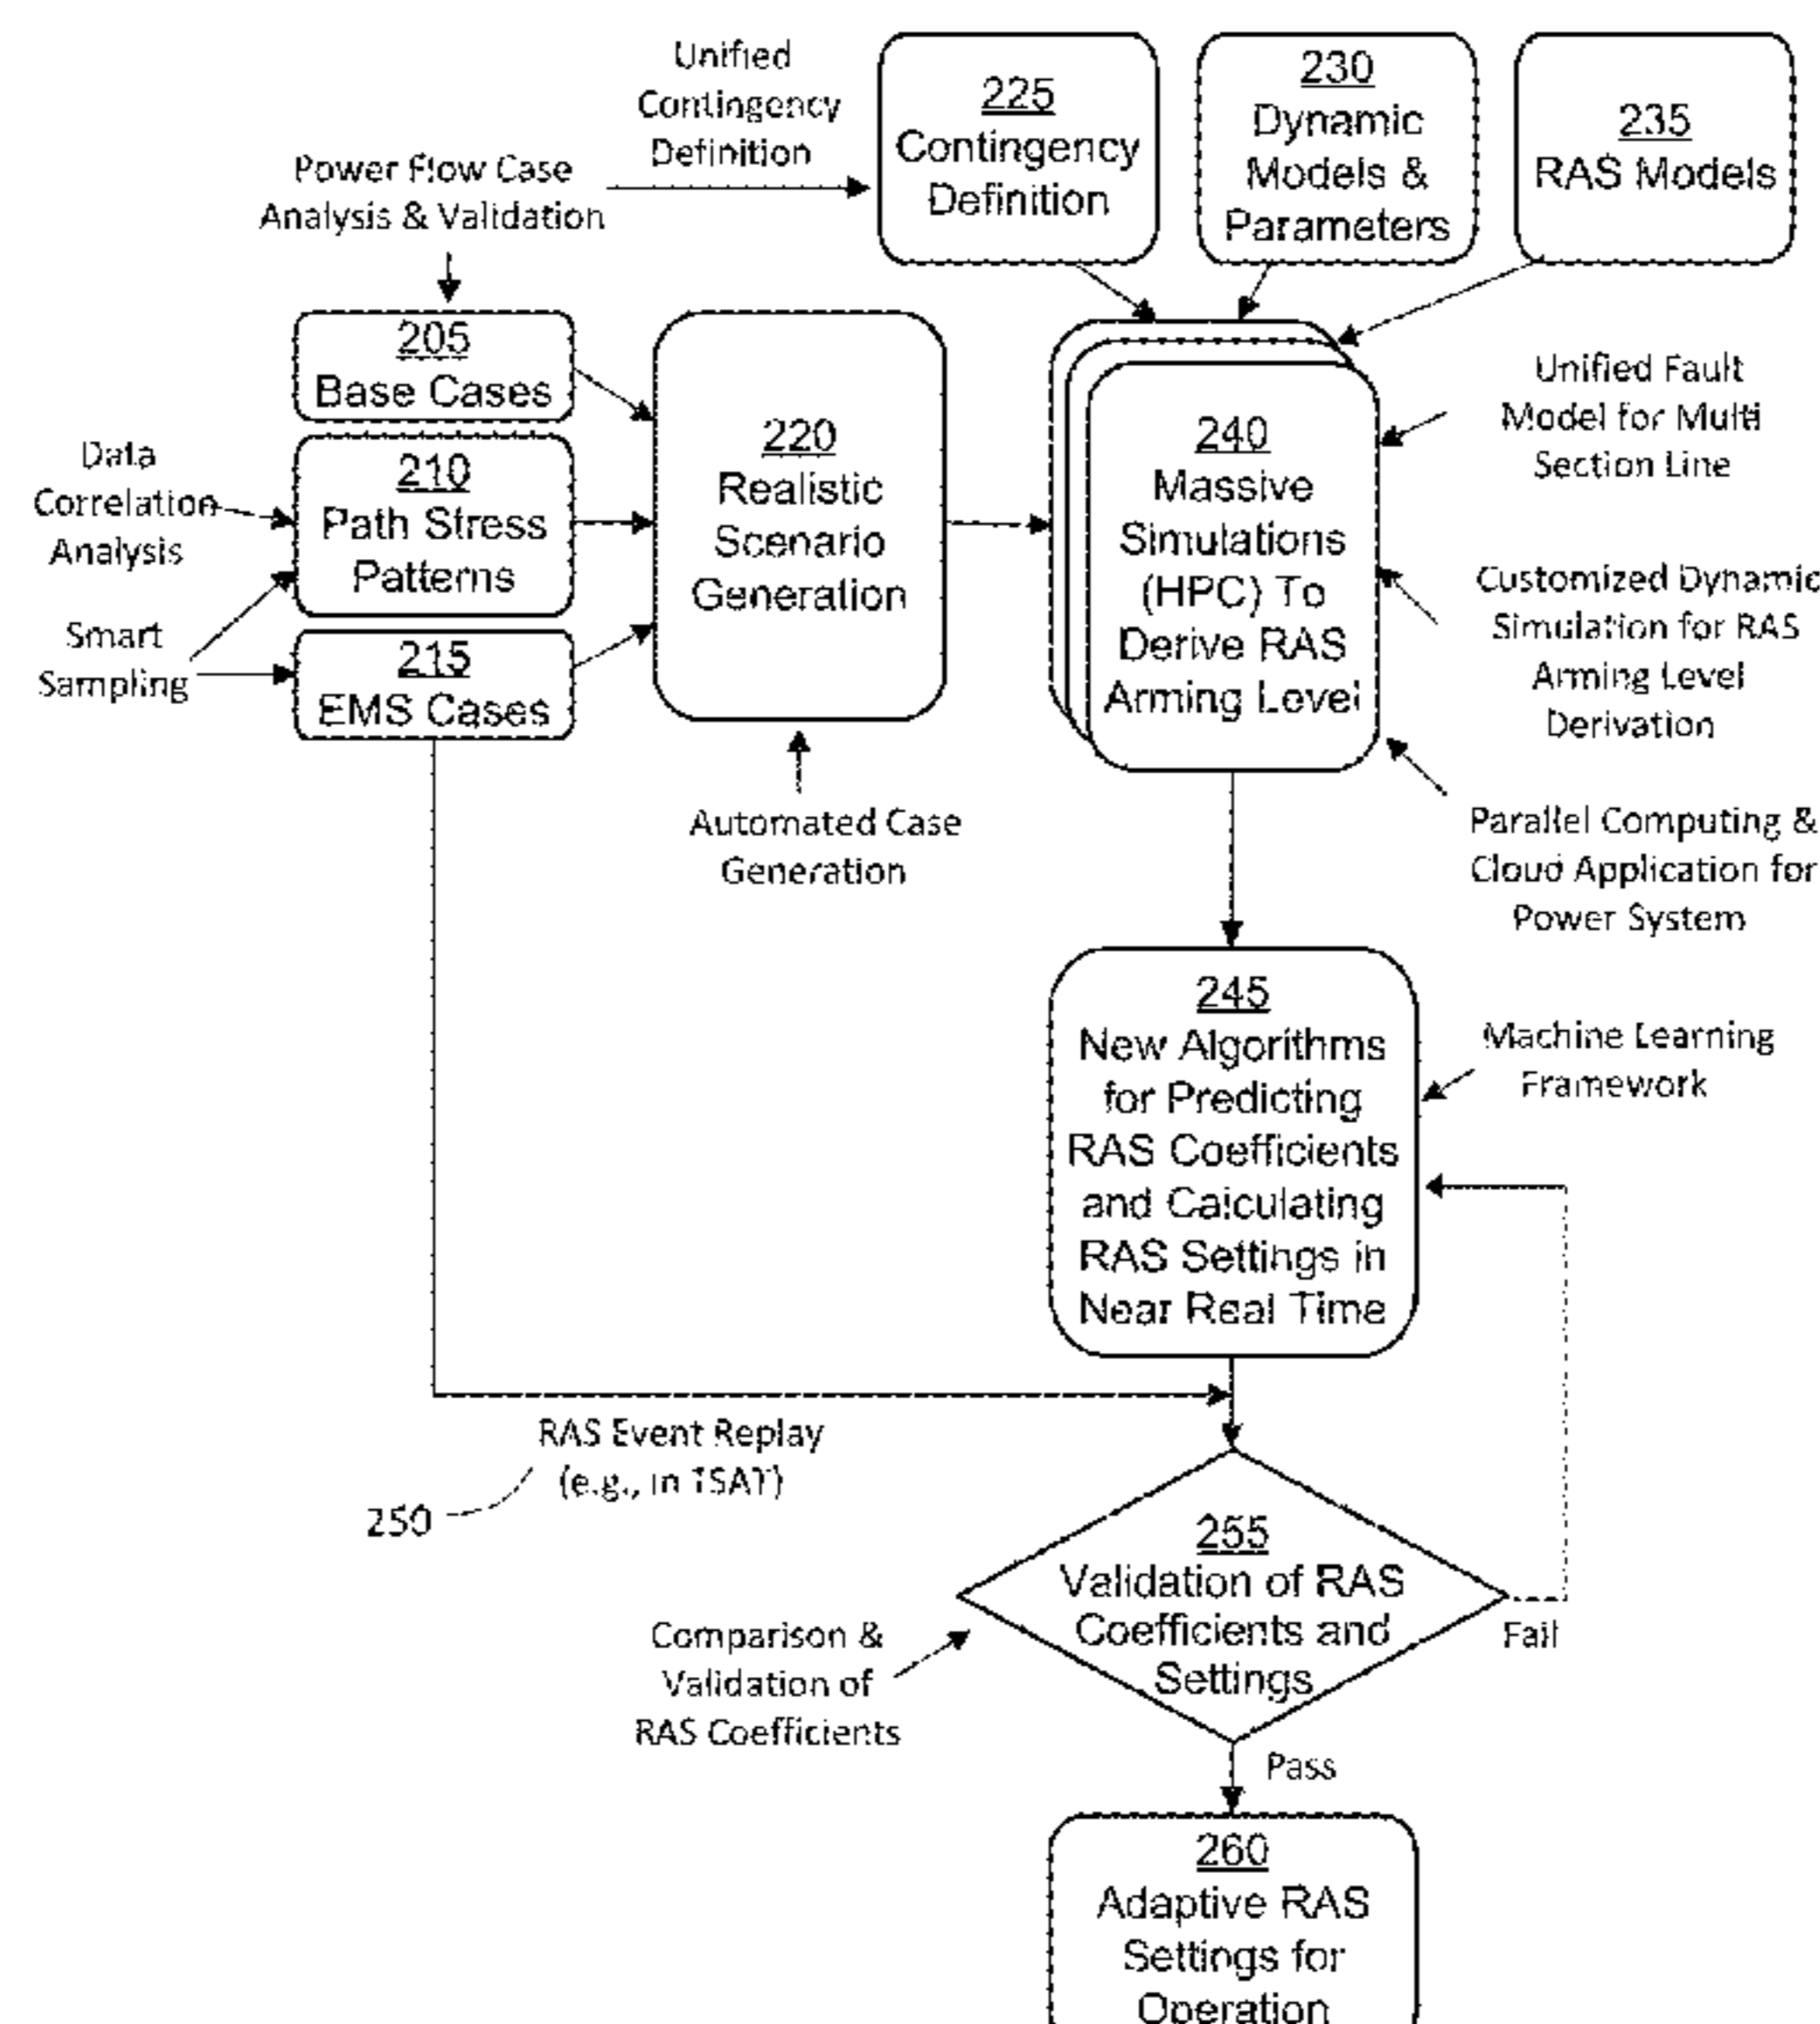 Unified
Contingency
Definition
Power Flow Case
Analysis & Validation
225
Contingency
Definition
230
Dynamic
Models &
Parameters
235
RAS Models
205
Base Cases
Data
Correlation
Analysis
210
Path Stress
Patterns
Smart
Sampling
215
EMS Cases
220
Realistic
Scenario
Generation
Automated Case
Generation
240
Massive
Simulations
(HPC) To
Derive RAS
Arming Level
Unified Fault
Model for Multi
Section Line
Customized Dynamic
Simulation for RAS
Arming Level
Derivation
Parallel Computing &
Cloud Application for
Power System
245
New Algorithms
for Predicting
RAS Coefficients
and Calculating
RAS Settings in
Near Real Time
Machine Learning
Framework
RAS Event Replay
(e.g., in TSAT)
250
255
Validation of RAS
Coefficients and
Settings
Fail
Comparison &
Validation of
RAS Coefficients
Pass
260
Adaptive RAS
Settings for
Operation